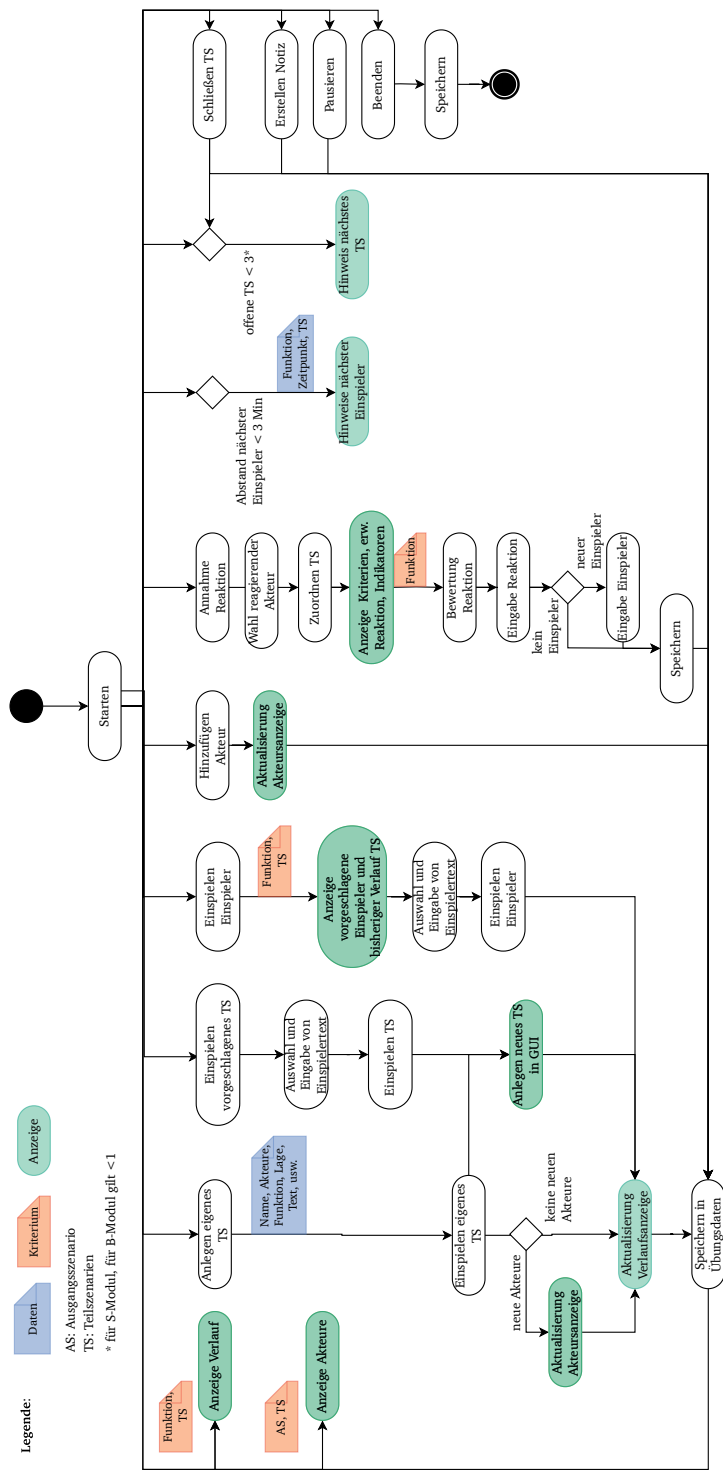 Legende:
Daten
Kriterium
Anzeige
AS: Ausgangsszenario
TS: Teilszenarien
* für S-Modul, für B-Modul gilt <1
Starten
Funktion,
TS
Anzeige Verlauf
AS, TS
Anzeige Akteure
Anlegen eigenes
TS
Name, Akteure,
Funktion, Lage,
Text, usw.
Einspielen eigenes
TS
neue Akteure
keine neuen
Akteure
Aktualisierung
Akteursanzeige
Aktualisierung
Verlaufsanzeige
Speichern in
Übungsdaten
Einspielen
vorgeschlagenes TS
Auswahl und
Eingabe von
Einspielertext
Einspielen TS
Anlegen neues TS
in GUI
Einspielen
Einspieler
Funktion,
TS
Anzeige
vorgeschlagene
Einspieler und
bisheriger Verlauf TS
Auswahl und
Eingabe von
Einspielertext
Einspielen
Einspieler
Hinzufügen
Akteur
Aktualisierung
Akteursanzeige
Annahme
Reaktion
Wahl reagierender
Akteur
Zuordnen TS
Anzeige Kriterien, erw.
Reaktion, Indikatoren
Funktion
Bewertung
Reaktion
Eingabe Reaktion
kein
Einspieler
neuer
Einspieler
Eingabe Einspieler
Speichern
Abstand nächster
Einspieler < 3 Min
Funktion,
Zeitpunkt, TS
Hinweise nächster
Einspieler
offene TS < 3*
Hinweis nächstes
TS
Schließen TS
Erstellen Notiz
Pausieren
Beenden
Speichern